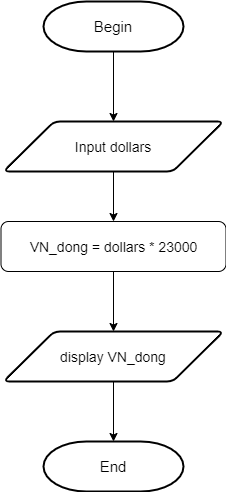 Begin
Input dollars
VN_dong = dollars * 23000
display VN_dong
End